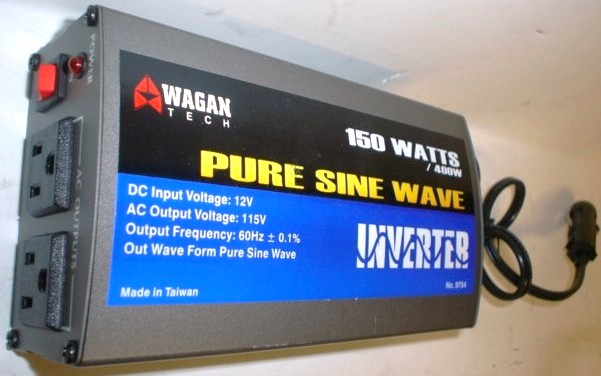 POWER
AC OUTPUTS
WAGAN
TECH
150 WATTS
/ 400W
PURE SINE WAVE
DC Input Voltage: 12V
AC Output Voltage: 115V
Output Frequency: 60Hz ± 0.1%
Out Wave Form Pure Sine Wave
INVERTER
Made in Taiwan
No. 9754